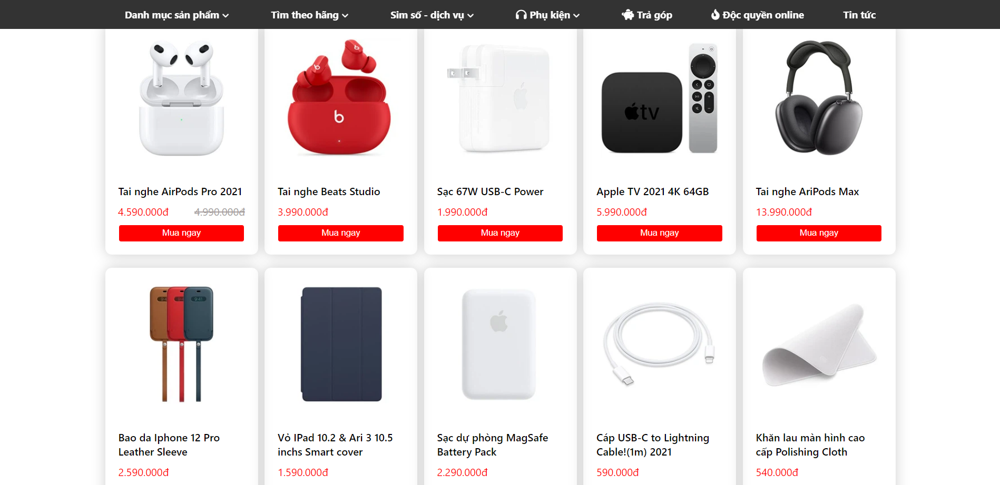 Danh mục sản phẩm
Tìm theo hãng
Sim số - dịch vụ
Phụ kiện
Trả góp
Độc quyền online
Tin tức
tv
Tai nghe AirPods Pro 2021
4.590.000đ 4.990.000đ
Mua ngay
Tai nghe Beats Studio
3.990.000đ
Mua ngay
Sạc 67W USB-C Power
1.990.000đ
Mua ngay
Apple TV 2021 4K 64GB
5.990.000đ
Mua ngay
Tai nghe AriPods Max
13.990.000đ
Mua ngay
9:41
Bao da Iphone 12 Pro
Leather Sleeve
2.590.000đ
Vỏ IPad 10.2 & Ari 3 10.5
inchs Smart cover
1.590.000đ
Sạc dự phòng MagSafe
Battery Pack
2.290.000đ
Cáp USB-C to Lightning
Cable!(1m) 2021
590.000đ
Khăn lau màn hình cao
cấp Polishing Cloth
540.000đ